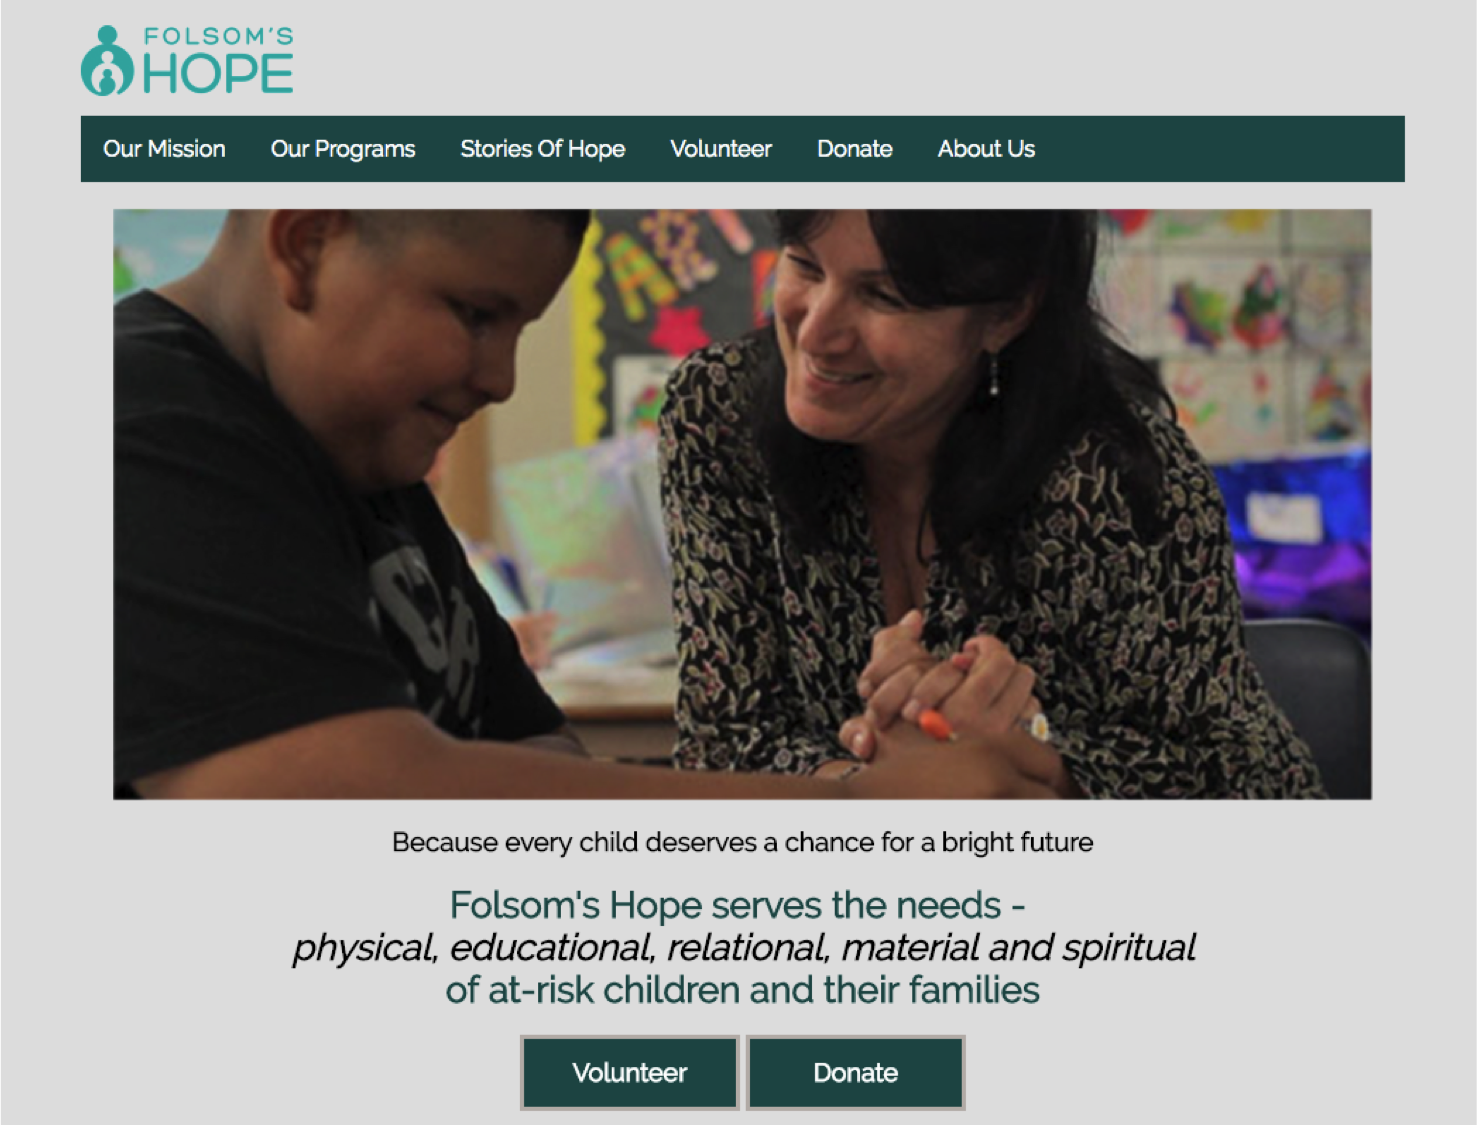 FOLSOM'S
HOPE
Our Mission Our Programs Stories Of Hope Volunteer Donate About Us
Because every child deserves a chance for a bright future
Folsom's Hope serves the needs -
physical, educational, relational, material and spiritual
of at-risk children and their families
Volunteer Donate